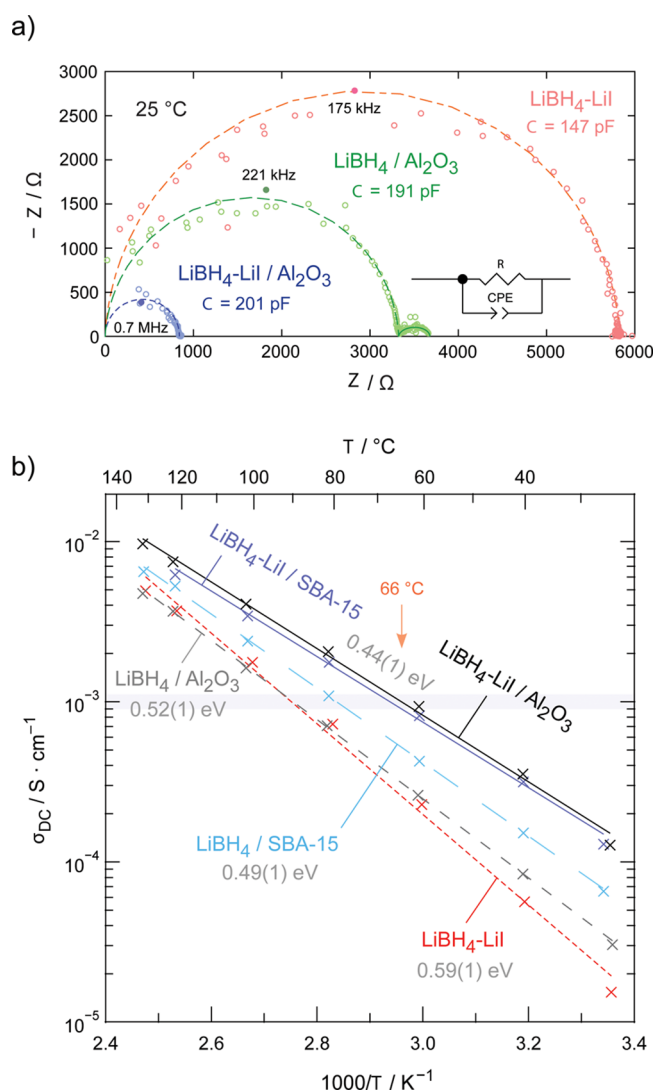 a)
3000
2500
2000
1500
1000
500
0
− Z / Ω
25 °C
175 kHz
LiBH₄-LiI
C = 147 pF
221 kHz
LiBH₄ / Al₂O₃
C = 191 pF
LiBH₄-LiI / Al₂O₃
C = 201 pF
0.7 MHz
R
CPE
0 1000 2000 3000 4000 5000 6000
Z / Ω
b)
T / °C
140 120 100 80 60 40
10⁻²
10⁻³
10⁻⁴
10⁻⁵
σDC / S · cm⁻¹
LiBH₄-LiI / SBA-15
66 °C
0.44(1) eV
LiBH₄ / Al₂O₃
0.52(1) eV
LiBH₄-LiI / Al₂O₃
LiBH₄ / SBA-15
0.49(1) eV
LiBH₄-LiI
0.59(1) eV
2.4 2.6 2.8 3.0 3.2 3.4
1000/T / K⁻¹